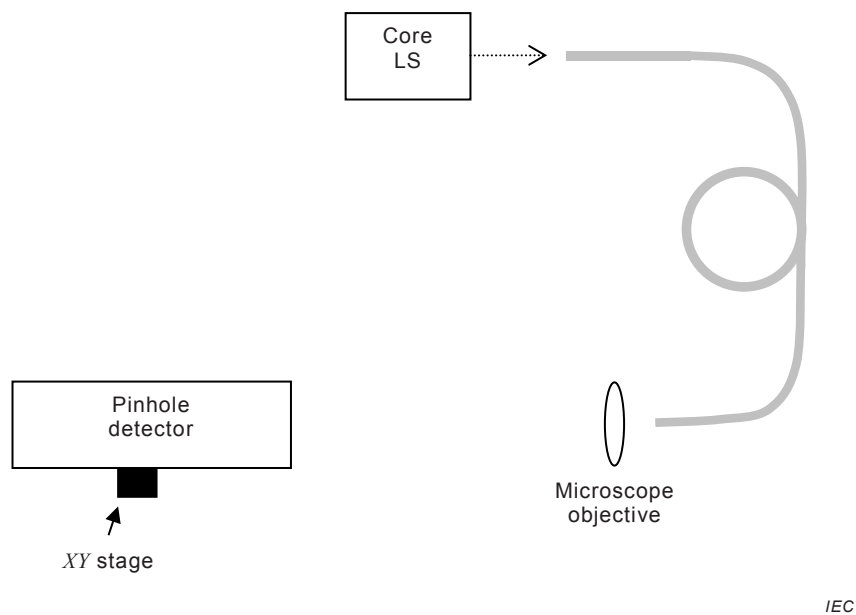 Core
LS
Pinhole
detector
Microscope
objective
XY stage
IEC